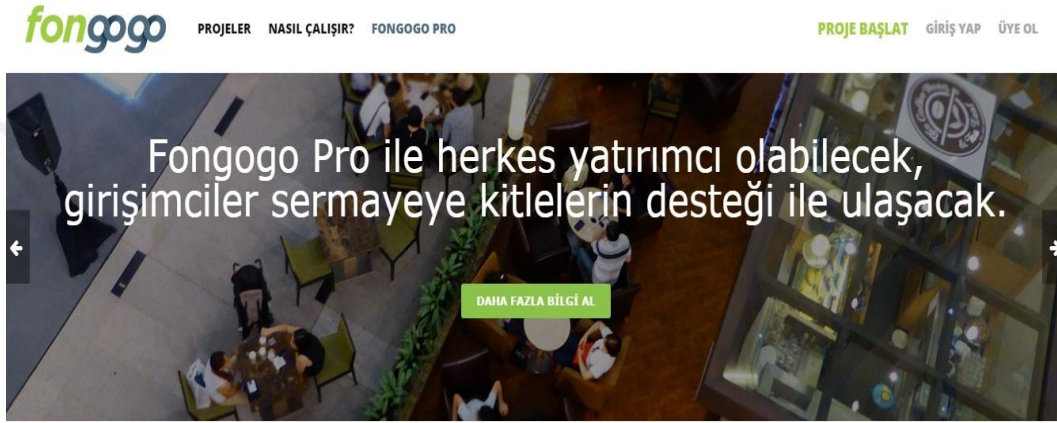 fongogo
PROJELER NASIL ÇALIŞIR? FONGOGO PRO
PROJE BAŞLAT GİRİŞ YAP ÜYE OL
Fongogo Pro ile herkes yatırımcı olabilecek,
girişimciler sermayeye kitlelerin desteği ile ulaşacak.
DAHA FAZLA BİLGİ AL